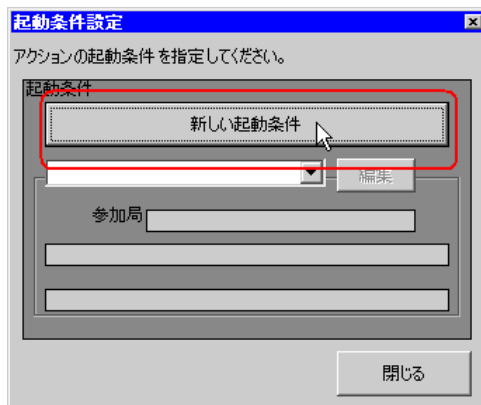 起動条件設定
アクションの起動条件を指定してください。
起動条件
新しい起動条件
編集
参加局
閉じる